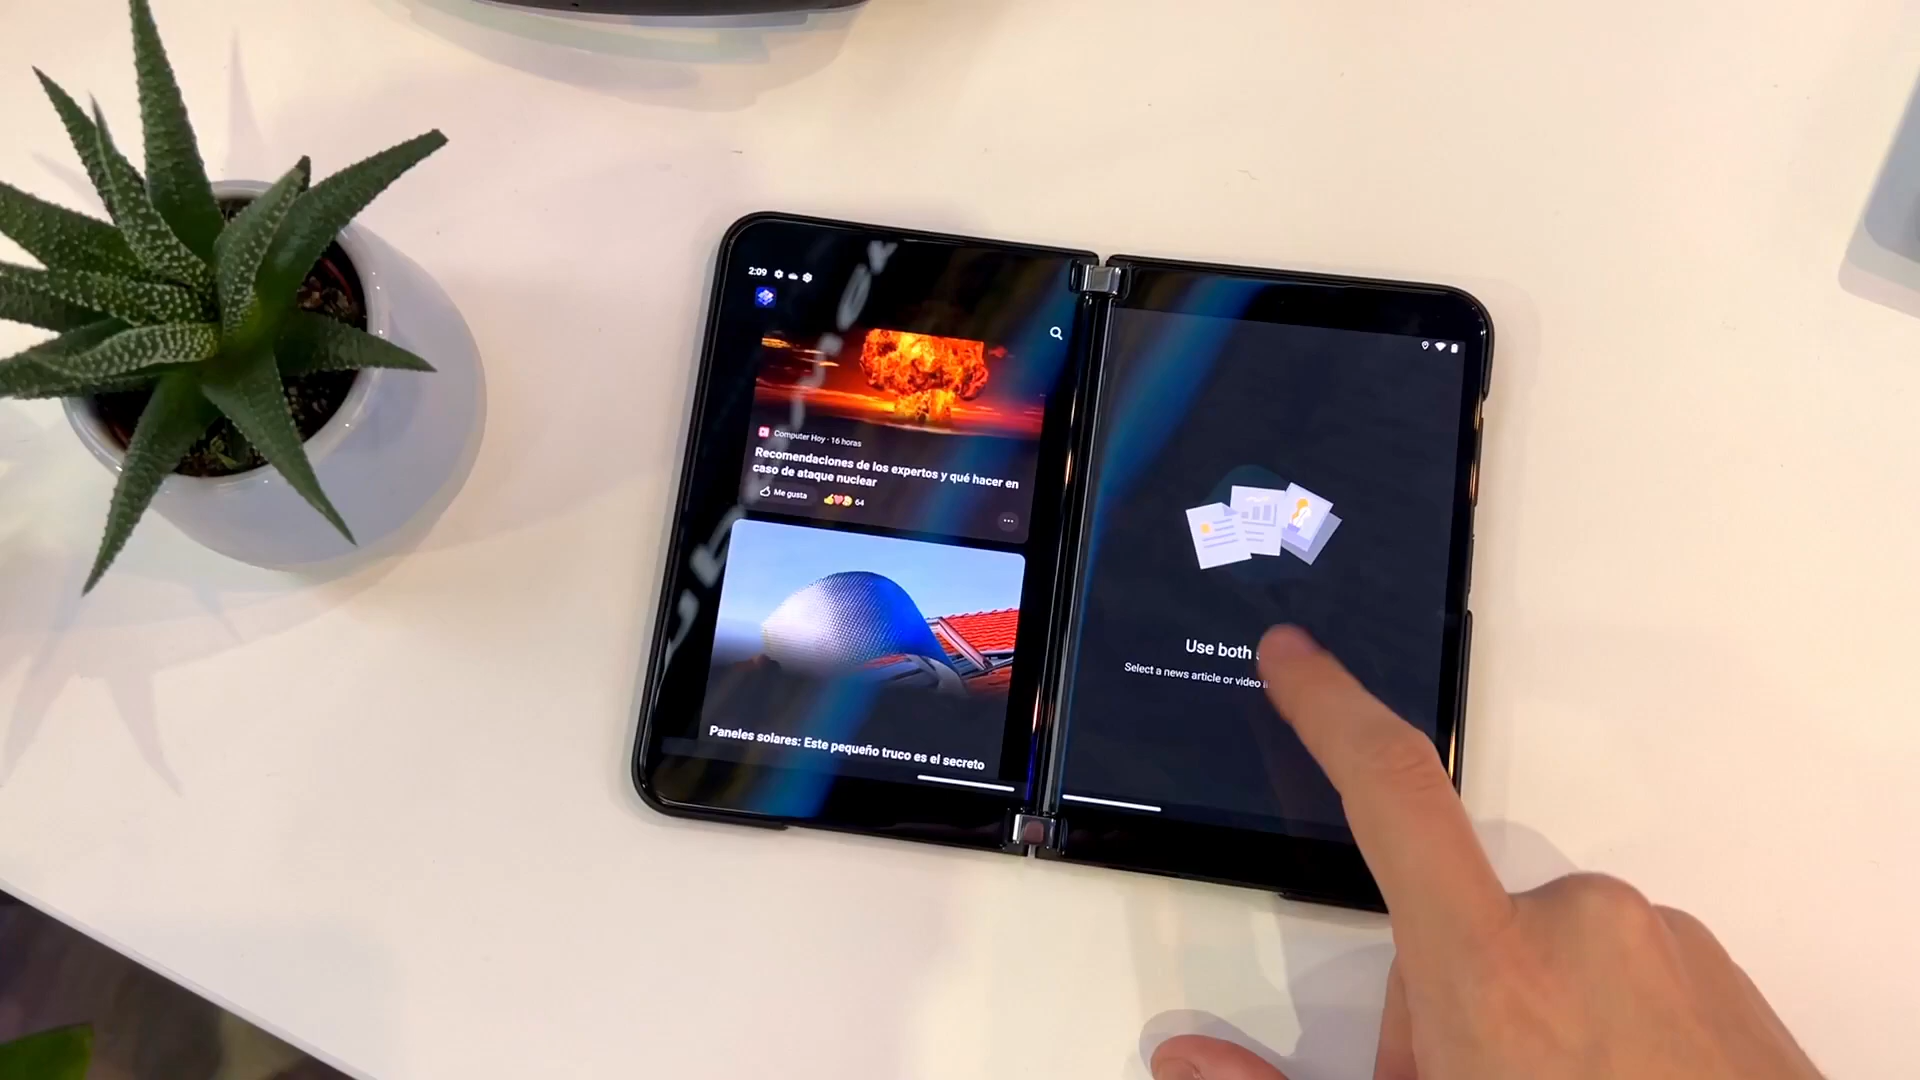 2:09
Computer Hoy · 16 horas
Recomendaciones de los expertos y qué hacer en
caso de ataque nuclear
Me gusta
64
Paneles solares: Este pequeño truco es el secreto
Use both
Select a news article or video